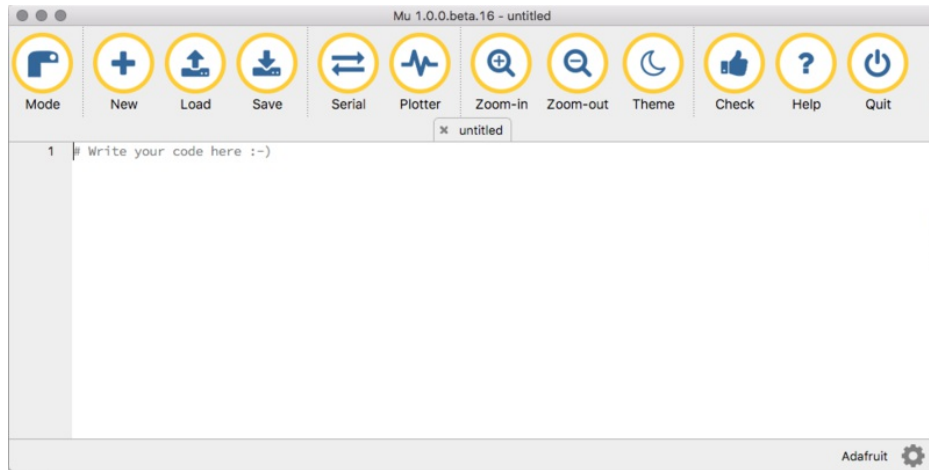 Mu 1.0.0.beta.16 - untitled
Mode New Load Save Serial Plotter Zoom-in Zoom-out Theme Check Help Quit
untitled
1 # Write your code here :-)
Adafruit